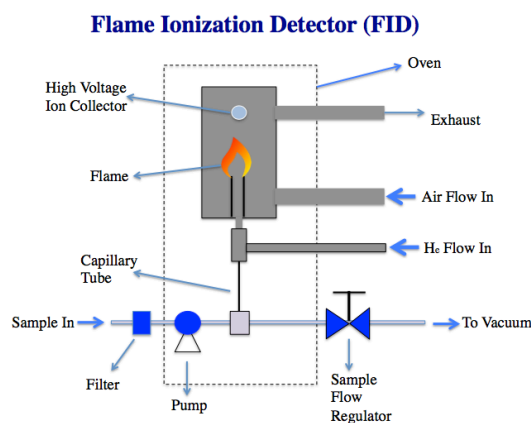 Flame Ionization Detector (FID)
Oven
High Voltage
Ion Collector
Exhaust
Flame
Air Flow In
He Flow In
Capillary
Tube
Sample In
To Vacuum
Filter
Pump
Sample
Flow
Regulator